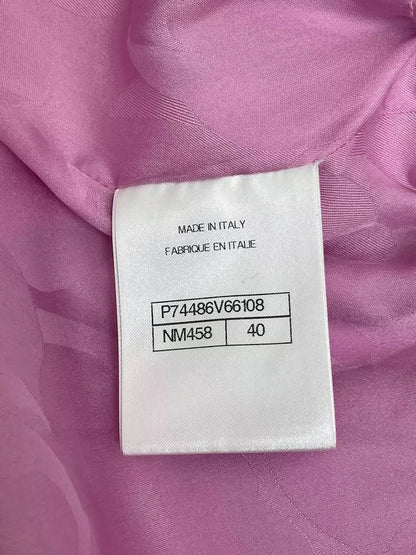 MADE IN ITALY
FABRIQUE EN ITALIE
P74486V66108
NM458 40